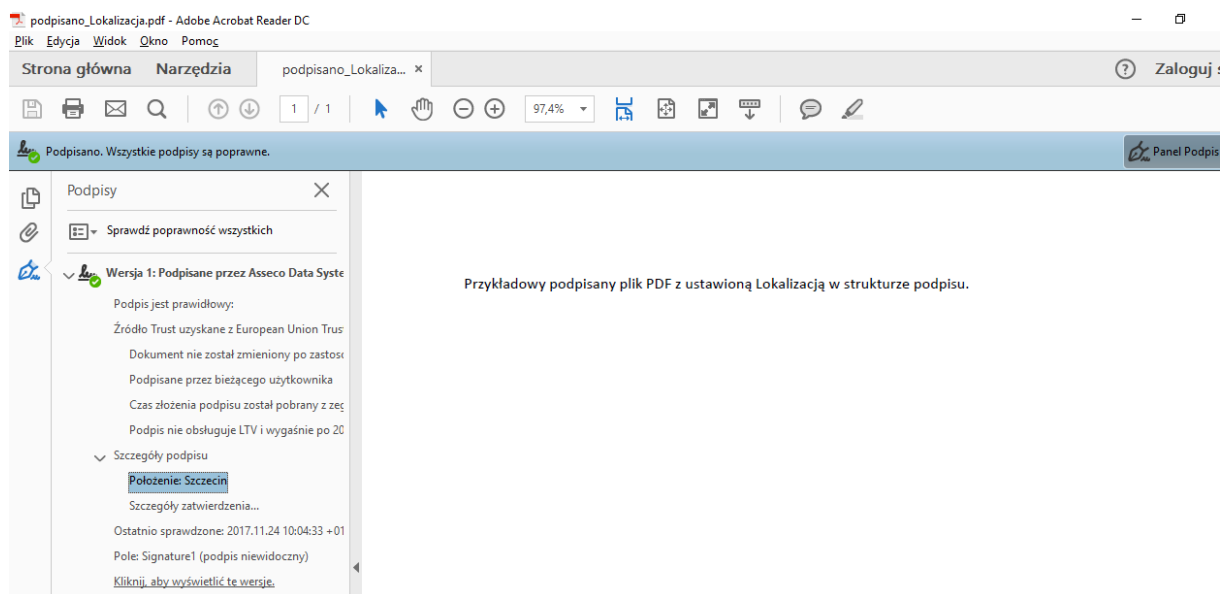 podpisano_Lokalizacja.pdf - Adobe Acrobat Reader DC
Plik Edycja Widok Okno Pomoc
Strona główna Narzędzia podpisano_Lokaliza... × ? Zaloguj
1 / 1 97,4%
Podpisano. Wszystkie podpisy są poprawne. Panel Podpis
Podpisy
Sprawdź poprawność wszystkich
Wersja 1: Podpisane przez Asseco Data Syste
Przykładowy podpisany plik PDF z ustawioną Lokalizacją w strukturze podpisu.
Podpis jest prawidłowy:
Źródło Trust uzyskane z European Union Trus
Dokument nie został zmieniony po zastoso
Podpisane przez bieżącego użytkownika
Czas złożenia podpisu został pobrany z zeg
Podpis nie obsługuje LTV i wygaśnie po 20
Szczegóły podpisu
Położenie: Szczecin
Szczegóły zatwierdzenia...
Ostatnio sprawdzone: 2017.11.24 10:04:33 +01
Pole: Signature1 (podpis niewidoczny)
Kliknij, aby wyświetlić te wersje.